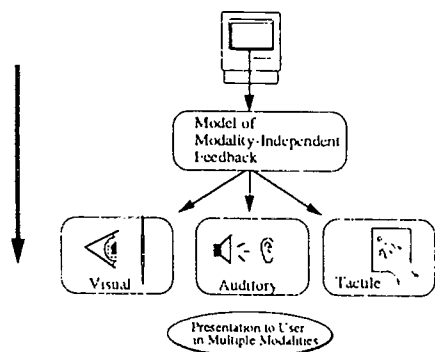 Model of
Modality-Independent
Feedback
Visual
Auditory
Tactile
Presentation to User
in Multiple Modalities